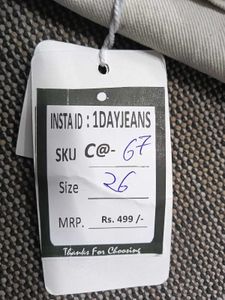 INSTA ID : 1DAYJEANS
SKU C@- 67
Size 26
MRP. Rs. 499 /-
Thanks For Choosing